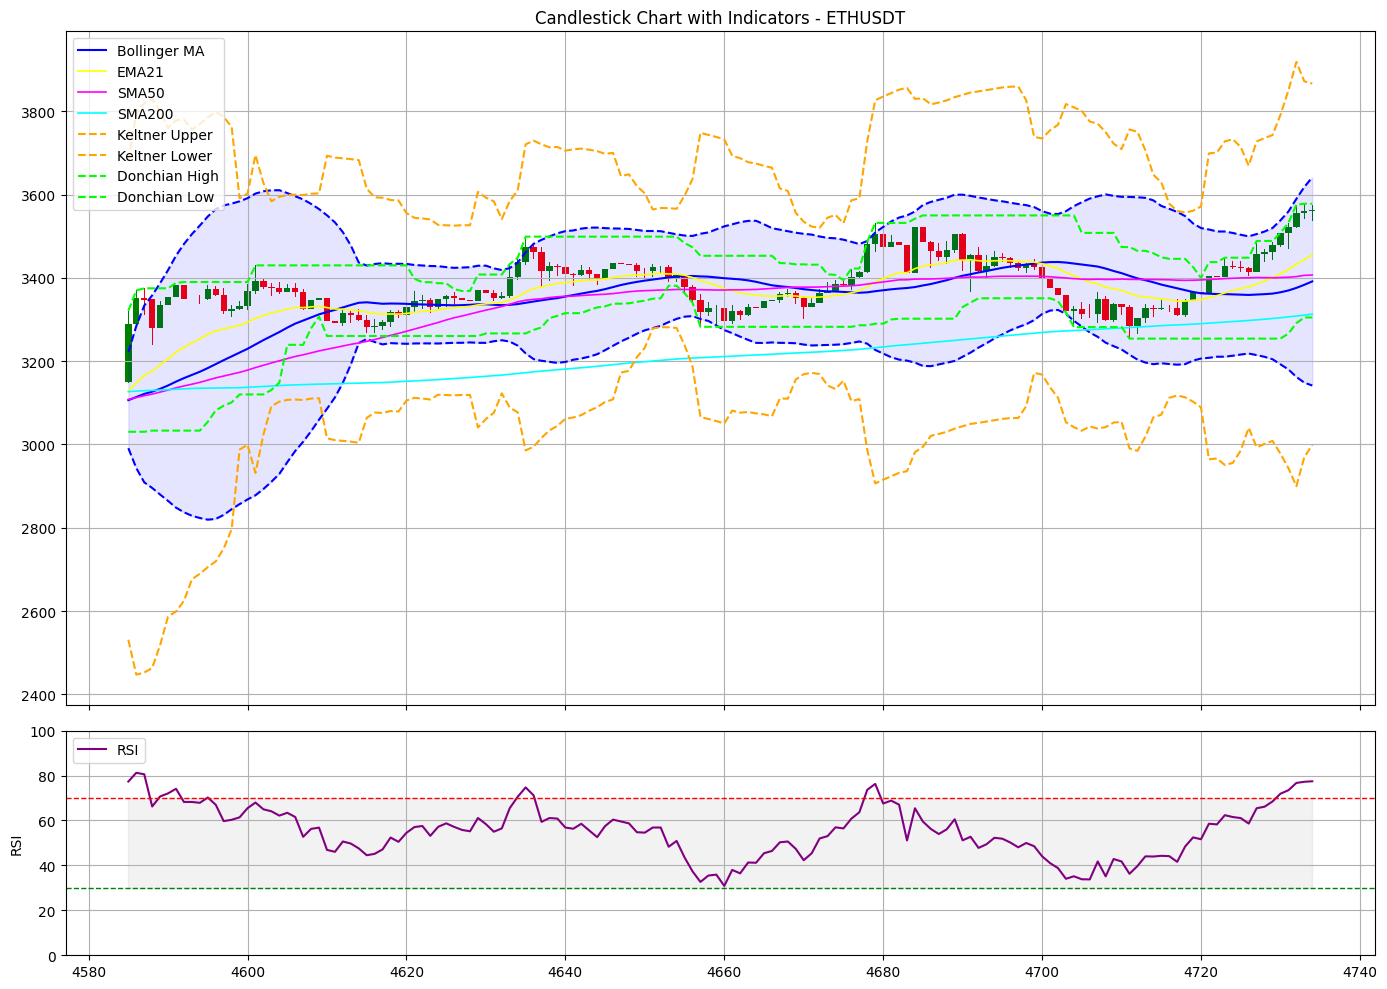 Candlestick Chart with Indicators - ETHUSDT
Bollinger MA
EMA21
SMA50
SMA200
Keltner Upper
Keltner Lower
Donchian High
Donchian Low
3800
3600
3400
3200
3000
2800
2600
2400
RSI
100
80
60
40
20
0
RSI
4580 4600 4620 4640 4660 4680 4700 4720 4740